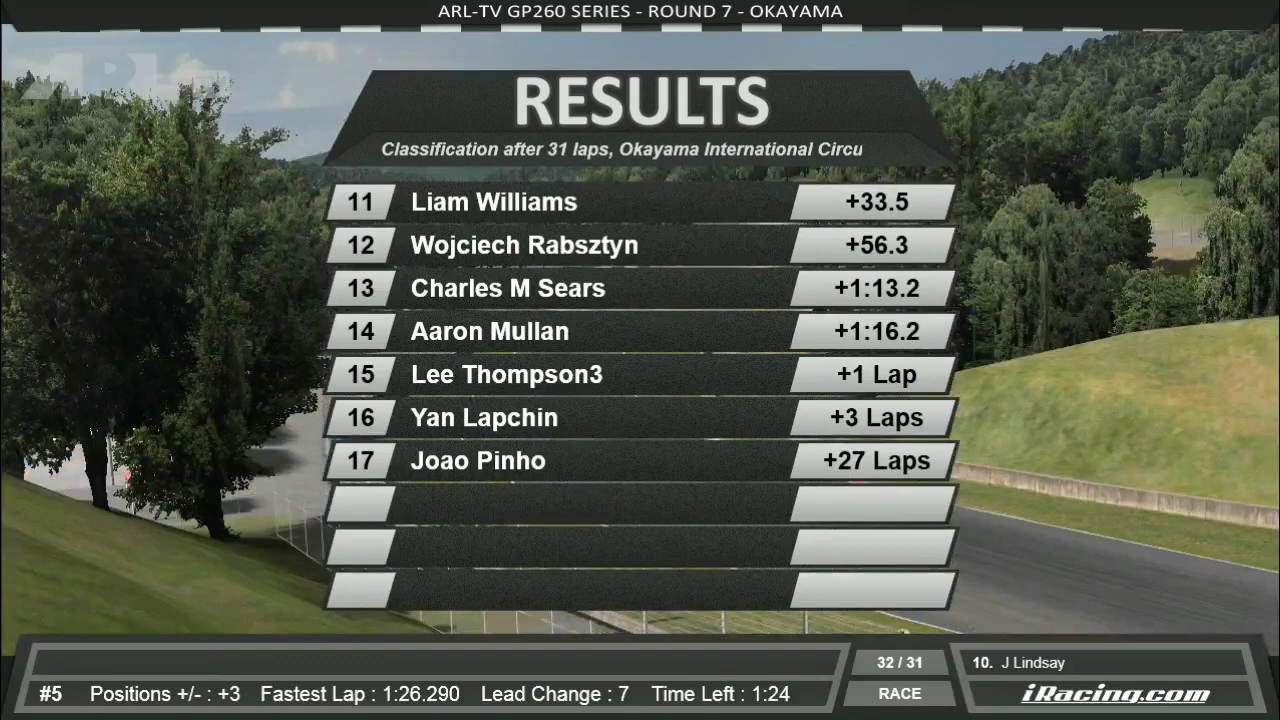 ARL-TV GP260 SERIES - ROUND 7 - OKAYAMA
ARL-tv
RESULTS
Classification after 31 laps, Okayama International Circu
11 Liam Williams +33.5
12 Wojciech Rabsztyn +56.3
13 Charles M Sears +1:13.2
14 Aaron Mullan +1:16.2
15 Lee Thompson3 +1 Lap
16 Yan Lapchin +3 Laps
17 Joao Pinho +27 Laps
32 / 31 10. J Lindsay
#5 Positions +/- : +3 Fastest Lap : 1:26.290 Lead Change : 7 Time Left : 1:24 RACE iRacing.com